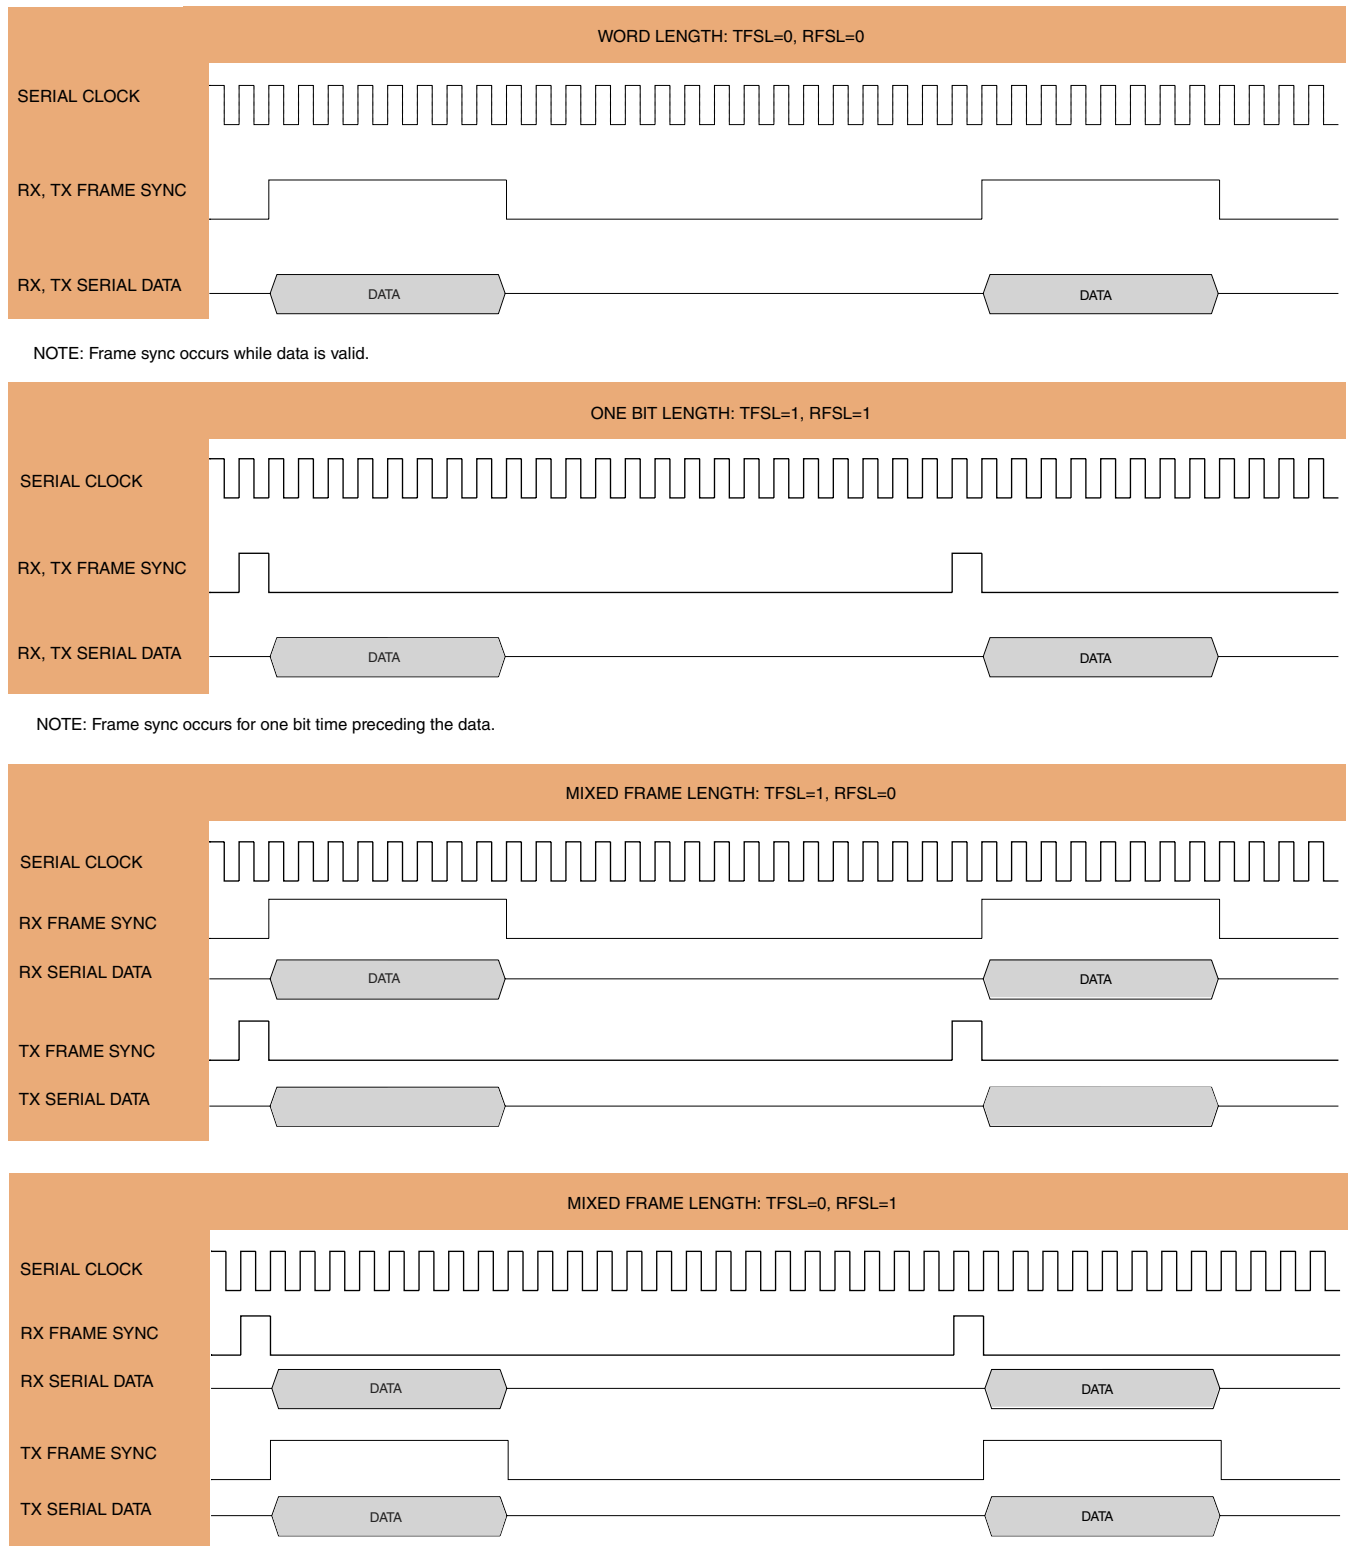 WORD LENGTH: TFSL=0, RFSL=0
SERIAL CLOCK
RX, TX FRAME SYNC
RX, TX SERIAL DATA
DATA
DATA
NOTE: Frame sync occurs while data is valid.
ONE BIT LENGTH: TFSL=1, RFSL=1
SERIAL CLOCK
RX, TX FRAME SYNC
RX, TX SERIAL DATA
DATA
DATA
NOTE: Frame sync occurs for one bit time preceding the data.
MIXED FRAME LENGTH: TFSL=1, RFSL=0
SERIAL CLOCK
RX FRAME SYNC
RX SERIAL DATA
DATA
DATA
TX FRAME SYNC
TX SERIAL DATA
MIXED FRAME LENGTH: TFSL=0, RFSL=1
SERIAL CLOCK
RX FRAME SYNC
RX SERIAL DATA
DATA
DATA
TX FRAME SYNC
TX SERIAL DATA
DATA
DATA